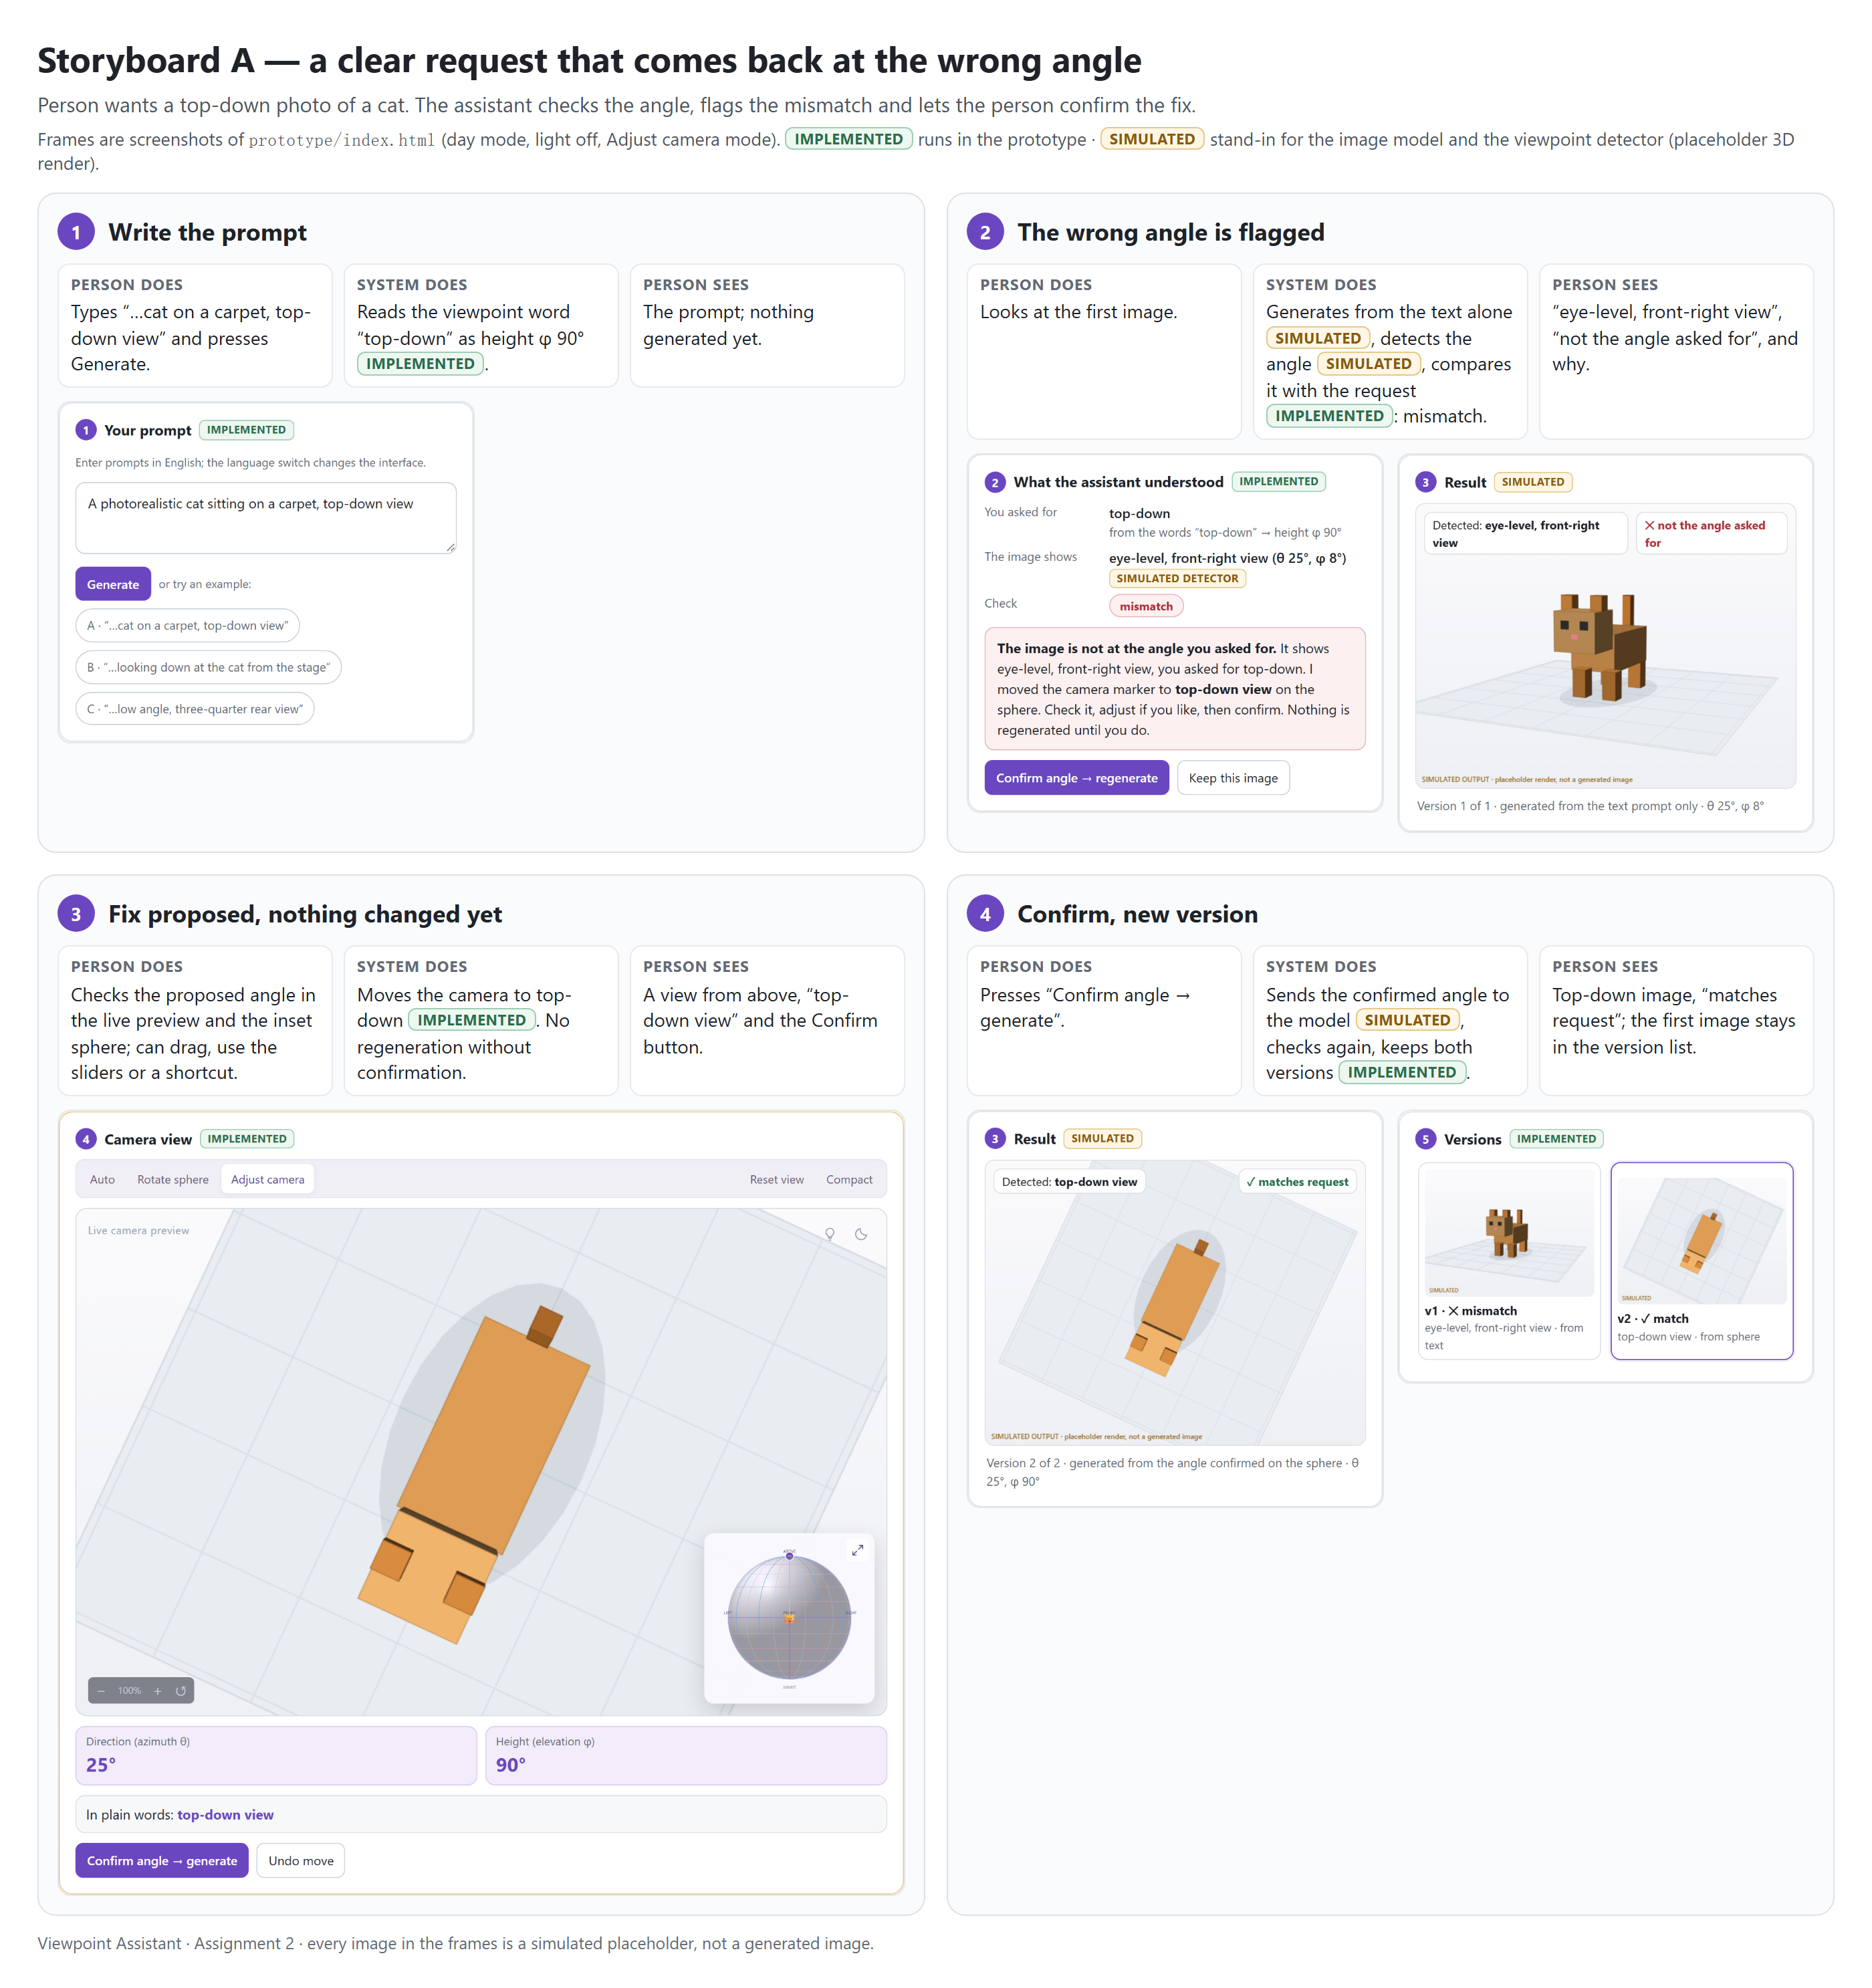 Storyboard A — a clear request that comes back at the wrong angle
Person wants a top-down photo of a cat. The assistant checks the angle, flags the mismatch and lets the person confirm the fix.
Frames are screenshots of prototype/index.html (day mode, light off, Adjust camera mode). IMPLEMENTED runs in the prototype · SIMULATED stand-in for the image model and the viewpoint detector (placeholder 3D
render).
1 Write the prompt
PERSON DOES
Types “…cat on a carpet, top-
down view” and presses
Generate.
SYSTEM DOES
Reads the viewpoint word
“top-down” as height φ 90°
IMPLEMENTED.
PERSON SEES
The prompt; nothing
generated yet.
1 Your prompt IMPLEMENTED
Enter prompts in English; the language switch changes the interface.
A photorealistic cat sitting on a carpet, top-down view
Generate or try an example:
A · “…cat on a carpet, top-down view”
B · “…looking down at the cat from the stage”
C · “…low angle, three-quarter rear view”
2 The wrong angle is flagged
PERSON DOES
Looks at the first image.
SYSTEM DOES
Generates from the text alone
SIMULATED, detects the
angle SIMULATED, compares
it with the request
IMPLEMENTED: mismatch.
PERSON SEES
“eye-level, front-right view”,
“not the angle asked for”, and
why.
2 What the assistant understood IMPLEMENTED
You asked for top-down
from the words “top-down” → height φ 90°
The image shows eye-level, front-right view (θ 25°, φ 8°)
SIMULATED DETECTOR
Check mismatch
The image is not at the angle you asked for. It shows
eye-level, front-right view, you asked for top-down. I
moved the camera marker to top-down view on the
sphere. Check it, adjust if you like, then confirm. Nothing is
regenerated until you do.
Confirm angle → regenerate Keep this image
3 Result SIMULATED
Detected: eye-level, front-right
view
✕ not the angle asked
for
SIMULATED OUTPUT · placeholder render, not a generated image
Version 1 of 1 · generated from the text prompt only · θ 25°, φ 8°
3 Fix proposed, nothing changed yet
PERSON DOES
Checks the proposed angle in
the live preview and the inset
sphere; can drag, use the
sliders or a shortcut.
SYSTEM DOES
Moves the camera to top-
down IMPLEMENTED. No
regeneration without
confirmation.
PERSON SEES
A view from above, “top-
down view” and the Confirm
button.
4 Camera view IMPLEMENTED
Auto Rotate sphere Adjust camera Reset view Compact
Live camera preview
ABOVE
− 100% +
Direction (azimuth θ)
25°
Height (elevation φ)
90°
In plain words: top-down view
Confirm angle → generate Undo move
4 Confirm, new version
PERSON DOES
Presses “Confirm angle →
generate”.
SYSTEM DOES
Sends the confirmed angle to
the model SIMULATED,
checks again, keeps both
versions IMPLEMENTED.
PERSON SEES
Top-down image, “matches
request”; the first image stays
in the version list.
3 Result SIMULATED
Detected: top-down view ✓ matches request
SIMULATED OUTPUT · placeholder render, not a generated image
Version 2 of 2 · generated from the angle confirmed on the sphere · θ
25°, φ 90°
5 Versions IMPLEMENTED
SIMULATED
v1 · ✕ mismatch
eye-level, front-right view · from
text
SIMULATED
v2 · ✓ match
top-down view · from sphere
Viewpoint Assistant · Assignment 2 · every image in the frames is a simulated placeholder, not a generated image.